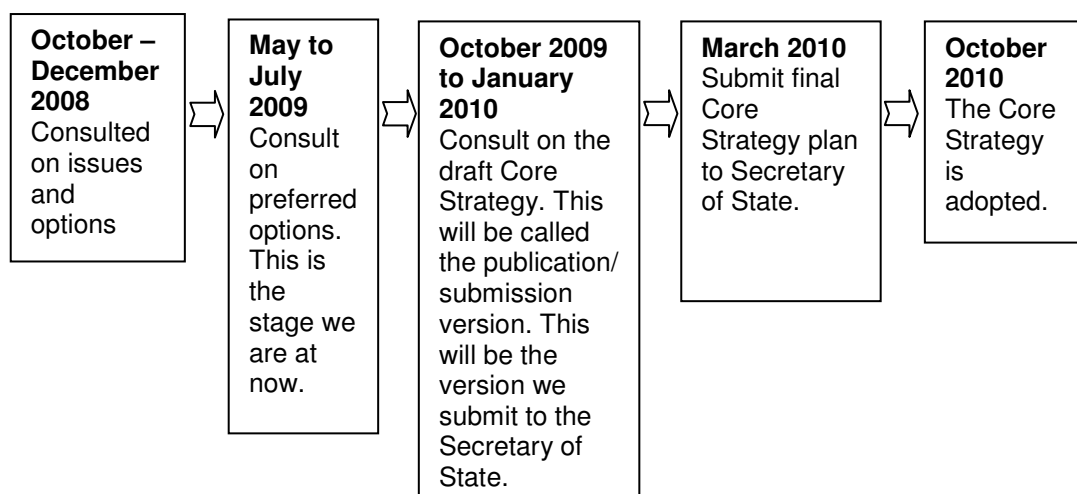 October –
December
2008
Consulted
on issues
and
options
May to
July
2009
Consult
on
preferred
options.
This is
the
stage we
are at
now.
October 2009
to January
2010
Consult on the
draft Core
Strategy. This
will be called
the publication/
submission
version. This
will be the
version we
submit to the
Secretary of
State.
March 2010
Submit final
Core
Strategy plan
to Secretary
of State.
October
2010
The Core
Strategy
is
adopted.